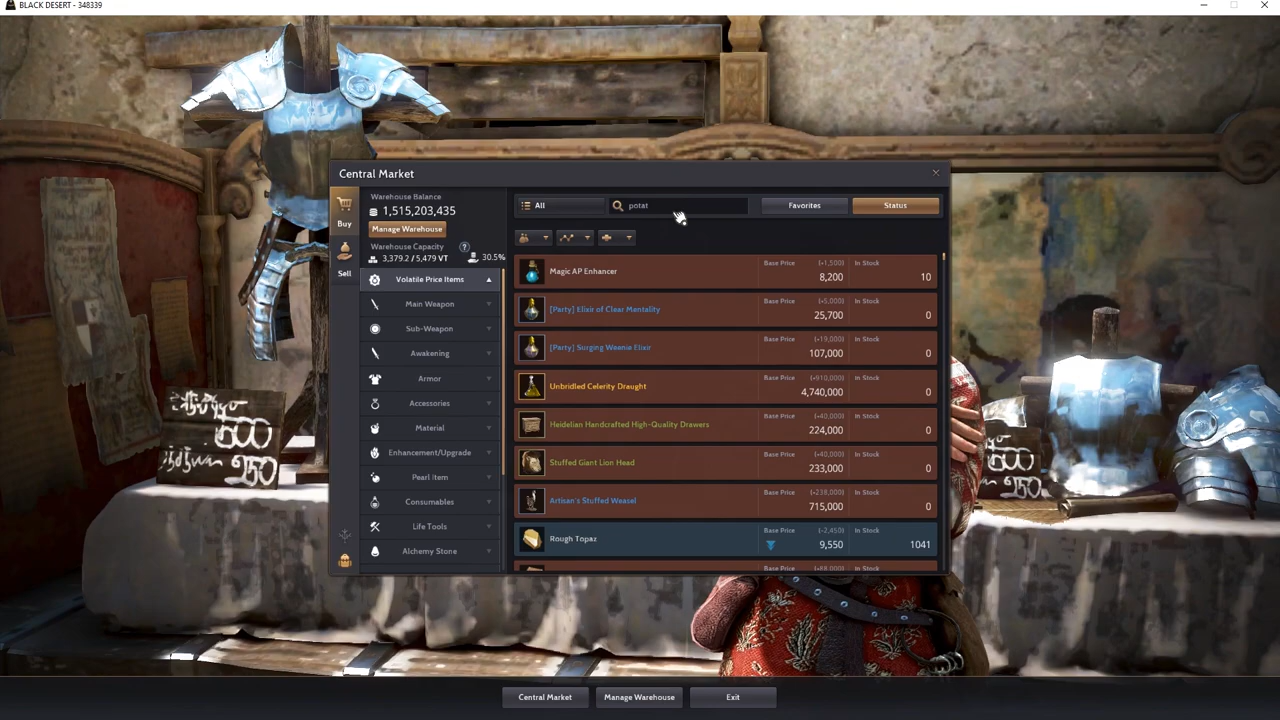 BLACK DESERT - 348339
Central Market
Warehouse Balance
1,515,203,435
Manage Warehouse
Warehouse Capacity
3,379.2 / 5,479 VT
30.5%
Buy
Sell
All
potat
Favorites
Status
Volatile Price Items
Main Weapon
Sub-Weapon
Awakening
Armor
Accessories
Material
Enhancement/Upgrade
Pearl Item
Consumables
Life Tools
Alchemy Stone
Magic AP Enhancer
Base Price (+1,500) In Stock
8,200 10
[Party] Elixir of Clear Mentality
Base Price (+5,000) In Stock
25,700 0
[Party] Surging Weenie Elixir
Base Price (+19,000) In Stock
107,000 0
Unbridled Celerity Draught
Base Price (+910,000) In Stock
4,740,000 0
Heidelian Handcrafted High-Quality Drawers
Base Price (+40,000) In Stock
224,000 0
Stuffed Giant Lion Head
Base Price (+40,000) In Stock
233,000 0
Artisan's Stuffed Weasel
Base Price (+238,000) In Stock
715,000 0
Rough Topaz
Base Price (-2,450) In Stock
9,550 1041
Base Price In Stock
600
950
Central Market
Manage Warehouse
Exit